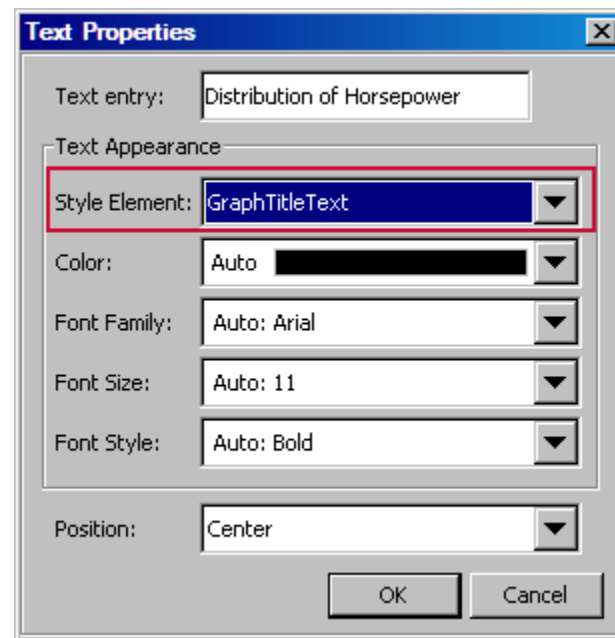 Text Properties
Text entry: Distribution of Horsepower
Text Appearance
Style Element: GraphTitleText
Color: Auto
Font Family: Auto: Arial
Font Size: Auto: 11
Font Style: Auto: Bold
Position: Center
OK Cancel